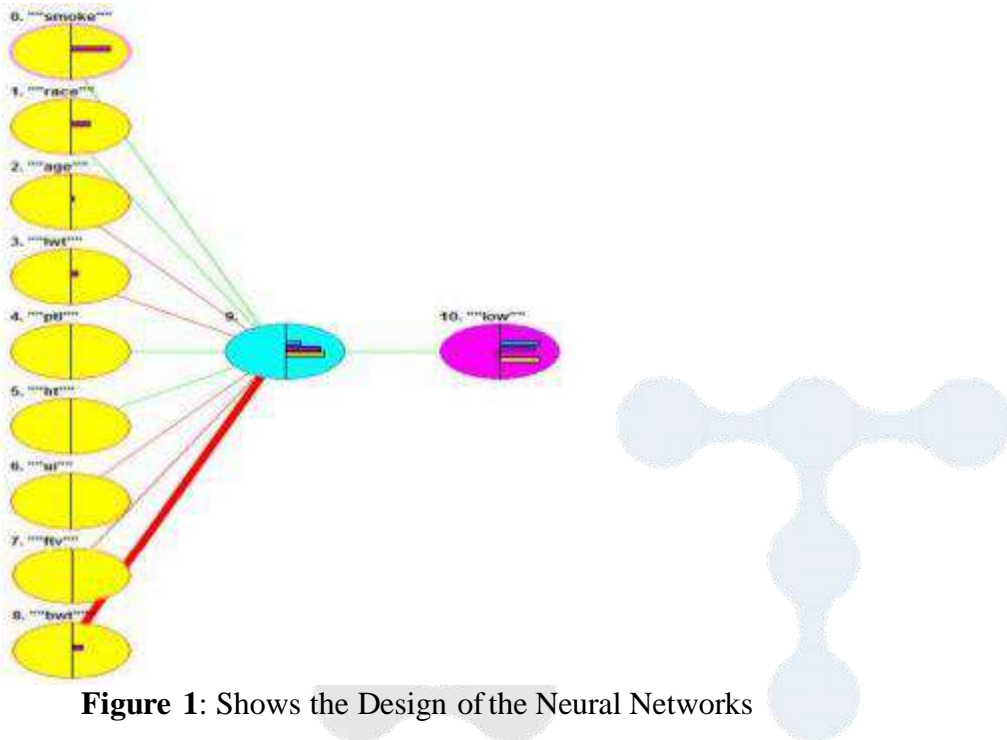 0. ""smoke""
1. ""race""
2. ""age""
3. ""lwt""
4. ""ptl""
9.
10. ""low""
5. ""ht""
6. ""ui""
7. ""ftv""
8. ""bwt""
Figure 1: Shows the Design of the Neural Networks